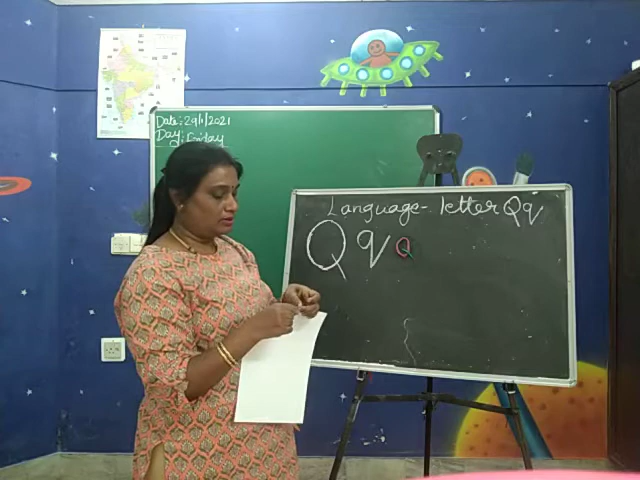 Date: 29/1/2021
Day: Friday
Language- letter Qq
Q q Q